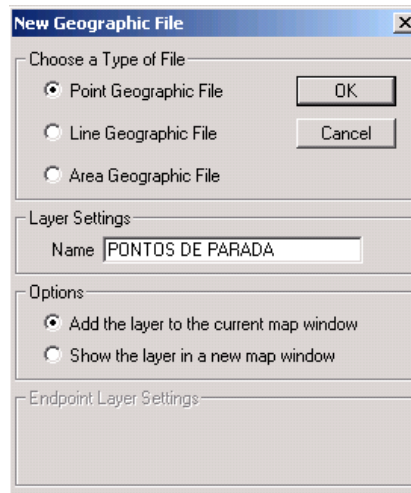 New Geographic File
Choose a Type of File
Point Geographic File
OK
Line Geographic File
Cancel
Area Geographic File
Layer Settings
Name PONTOS DE PARADA
Options
Add the layer to the current map window
Show the layer in a new map window
Endpoint Layer Settings